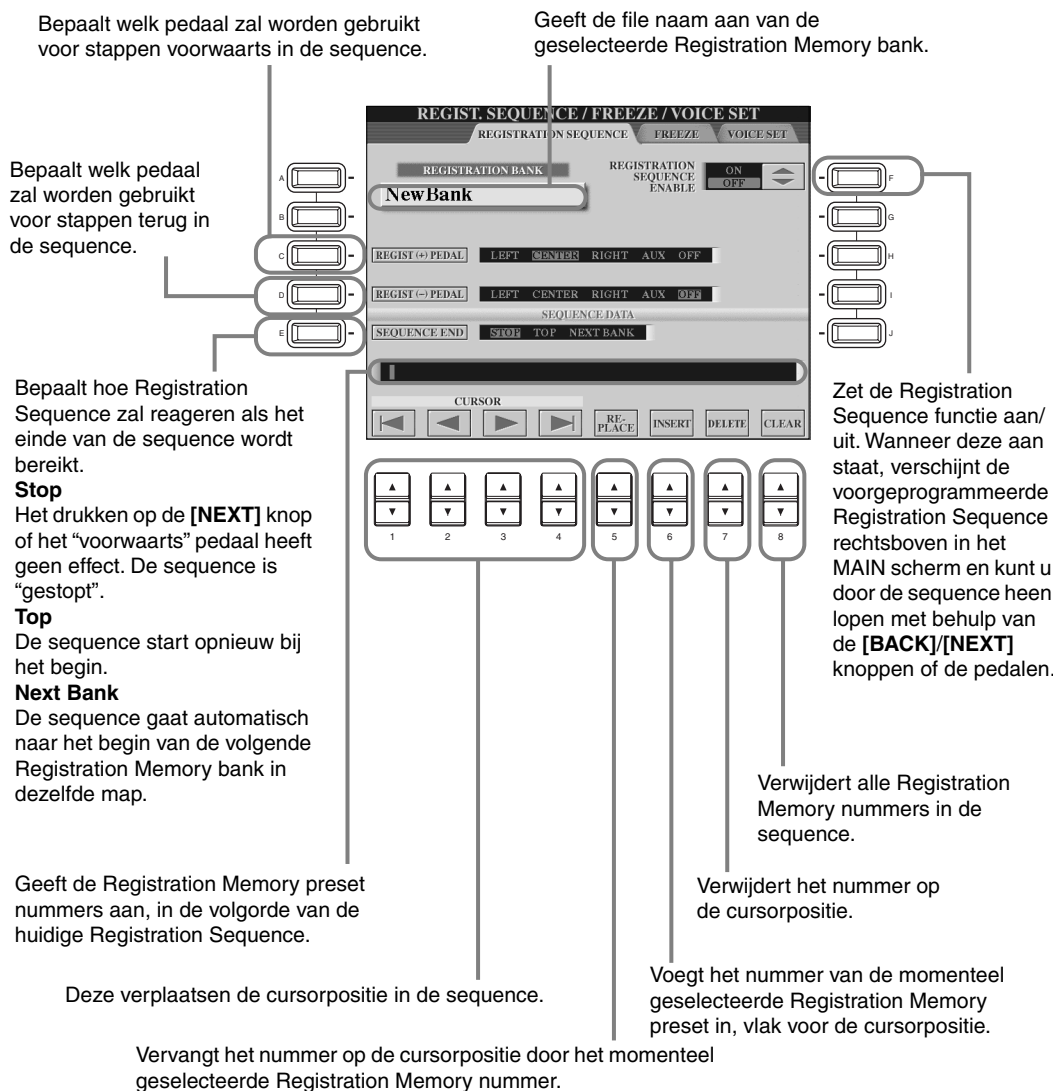 Bepaalt welk pedaal zal worden gebruikt
voor stappen voorwaarts in de sequence.
Geeft de file naam aan van de
geselecteerde Registration Memory bank.
Bepaalt welk pedaal
zal worden gebruikt
voor stappen terug in
de sequence.
REGIST. SEQUENCE / FREEZE / VOICE SET
REGISTRATION SEQUENCE FREEZE VOICE SET
REGISTRATION BANK
NewBank
REGISTRATION
SEQUENCE
ENABLE
ON
OFF
REGIST (+) PEDAL LEFT CENTER RIGHT AUX OFF
REGIST (−) PEDAL LEFT CENTER RIGHT AUX OFF
SEQUENCE DATA
SEQUENCE END STOP TOP NEXT BANK
CURSOR
RE-
PLACE
INSERT
DELETE
CLEAR
A
B
C
D
E
F
G
H
I
J
1 2 3 4 5 6 7 8
Bepaalt hoe Registration
Sequence zal reageren als het
einde van de sequence wordt
bereikt.
Stop
Het drukken op de [NEXT] knop
of het “voorwaarts” pedaal heeft
geen effect. De sequence is
“gestopt”.
Top
De sequence start opnieuw bij
het begin.
Next Bank
De sequence gaat automatisch
naar het begin van de volgende
Registration Memory bank in
dezelfde map.
Zet de Registration
Sequence functie aan/
uit. Wanneer deze aan
staat, verschijnt de
voorgeprogrammeerde
Registration Sequence
rechtsboven in het
MAIN scherm en kunt u
door de sequence heen
lopen met behulp van
de [BACK]/[NEXT]
knoppen of de pedalen.
Verwijdert alle Registration
Memory nummers in de
sequence.
Geeft de Registration Memory preset
nummers aan, in de volgorde van de
huidige Registration Sequence.
Verwijdert het nummer op
de cursorpositie.
Deze verplaatsen de cursorpositie in de sequence.
Voegt het nummer van de momenteel
geselecteerde Registration Memory
preset in, vlak voor de cursorpositie.
Vervangt het nummer op de cursorpositie door het momenteel
geselecteerde Registration Memory nummer.